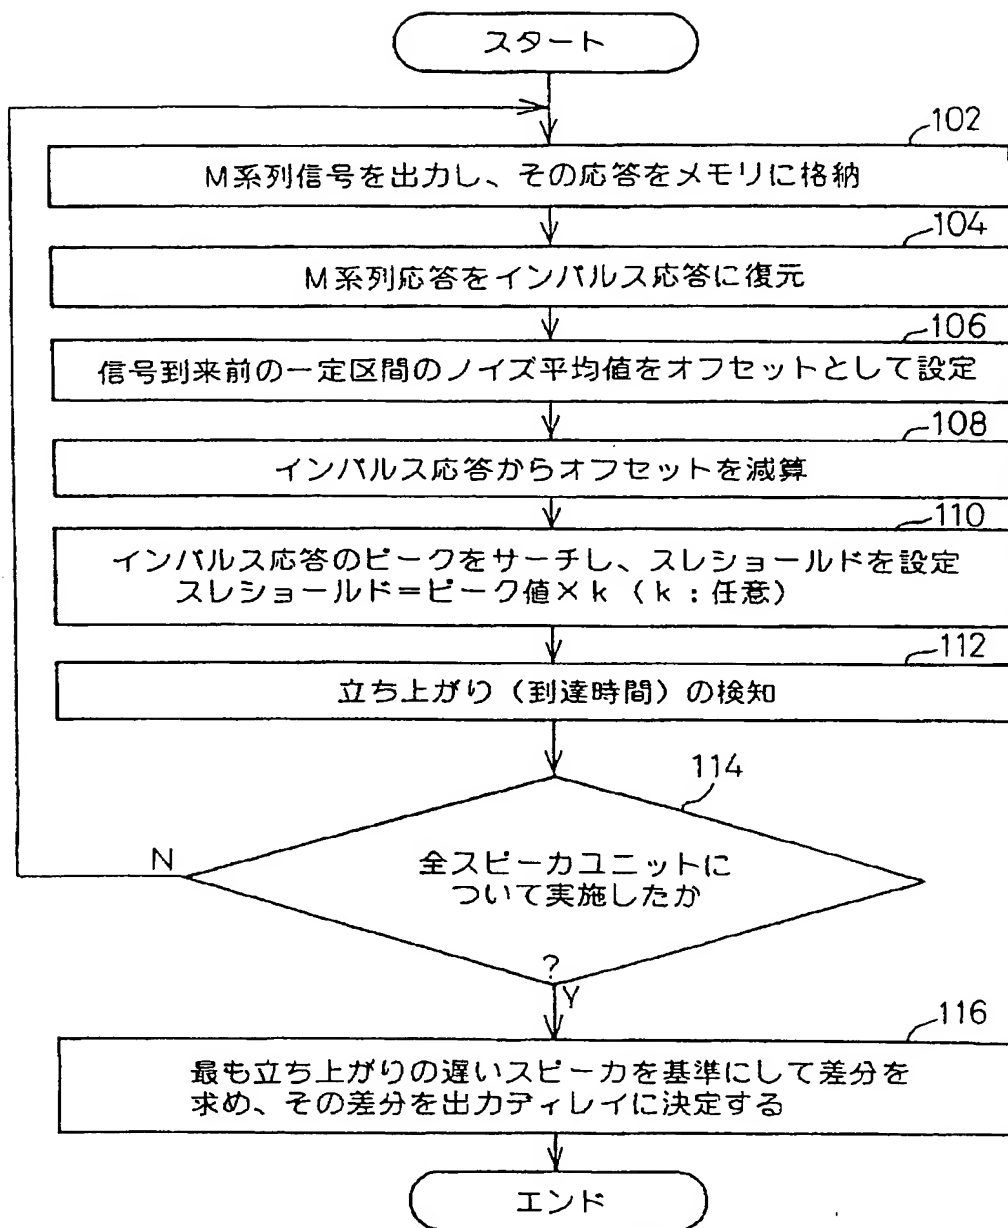 スタート
102
M系列信号を出力し、その応答をメモリに格納
104
M系列応答をインパルス応答に復元
106
信号到来前の一定区間のノイズ平均値をオフセットとして設定
108
インパルス応答からオフセットを減算
110
インパルス応答のピークをサーチし、スレショールドを設定
スレショールド=ピーク値×k(k:任意)
112
立ち上がり(到達時間)の検知
114
N
全スピーカユニットに
ついて実施したか
?
Y
116
最も立ち上がりの遅いスピーカを基準にして差分を
求め、その差分を出力ディレイに決定する
エンド